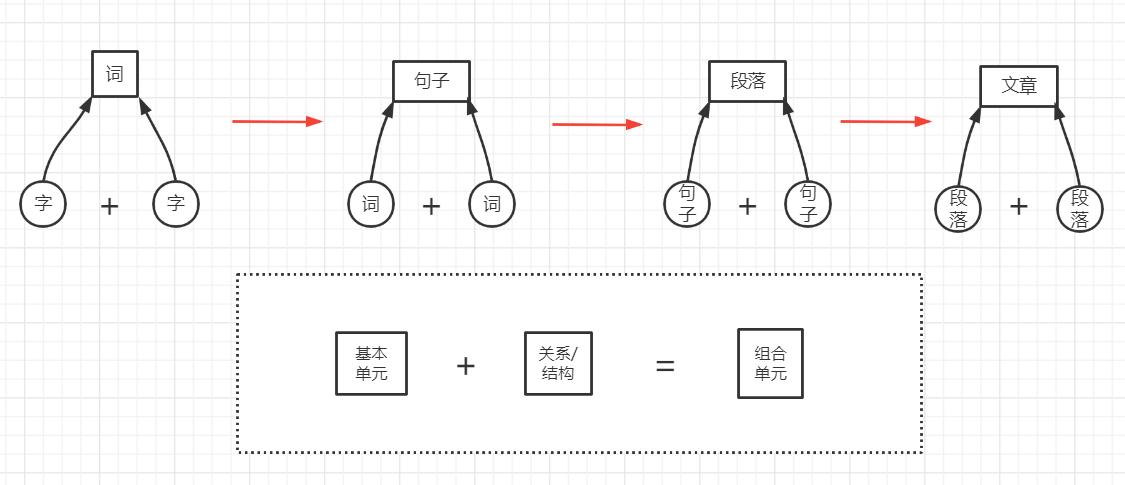 词
句子
段落
文章
字
+
字
词
+
词
句
子
+
句
子
段
落
+
段
落
基本
单元
+
关系/
结构
=
组合
单元